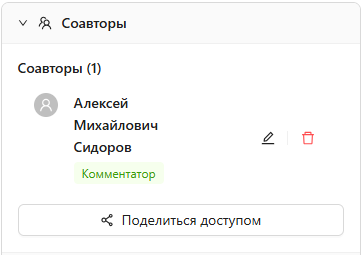 Соавторы
Соавторы (1)
Алексей
Михайлович
Сидоров
Комментатор
Поделиться доступом